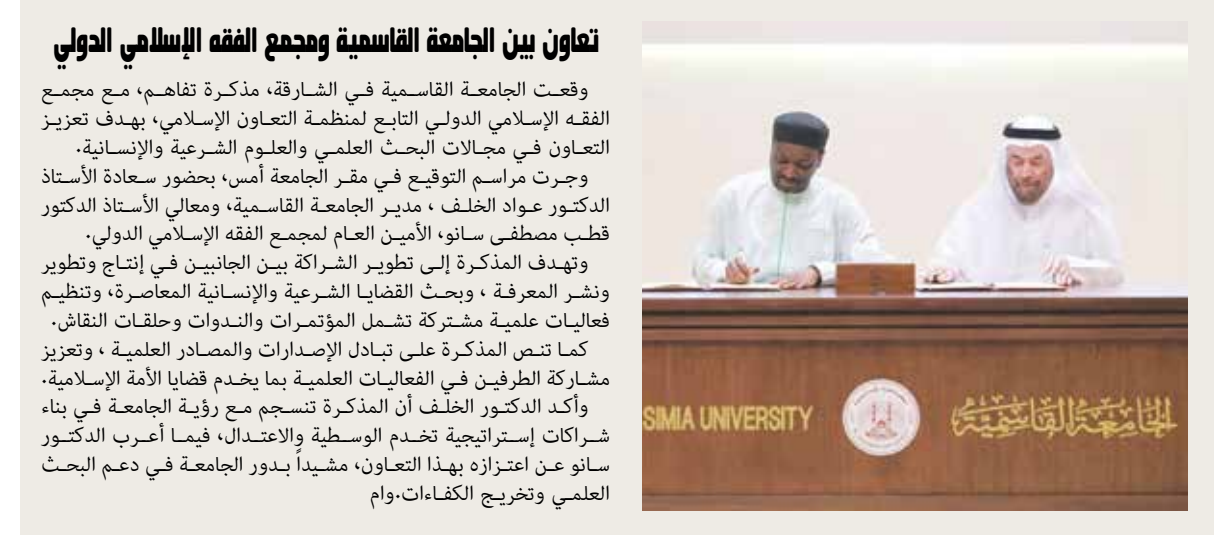 تعاون بين الجامعة القاسمية ومجمع الفقه الإسلامي الدولي
وقعت الجامعة القاسمية في الشارقة، مذكرة تفاهم، مع مجمع
الفقه الإسلامي الدولي التابع لمنظمة التعاون الإسلامي، بهدف تعزيز
التعاون في مجالات البحث العلمي والعلوم الشرعية والإنسانية.
وجرت مراسم التوقيع في مقر الجامعة أمس، بحضور سعادة الأستاذ
الدكتور عواد الخلف ، مدير الجامعة القاسمية، ومعالي الأستاذ الدكتور
قطب مصطفى سانو، الأمين العام لمجمع الفقه الإسلامي الدولي.
وتهدف المذكرة إلى تطوير الشراكة بين الجانبين في إنتاج وتطوير
ونشر المعرفة ، وبحث القضايا الشرعية والإنسانية المعاصرة، وتنظيم
فعاليات علمية مشتركة تشمل المؤتمرات والندوات وحلقات النقاش.
كما تنص المذكرة على تبادل الإصدارات والمصادر العلمية ، وتعزيز
مشاركة الطرفين في الفعاليات العلمية بما يخدم قضايا الأمة الإسلامية.
وأكد الدكتور الخلف أن المذكرة تنسجم مع رؤية الجامعة في بناء
شراكات إستراتيجية تخدم الوسطية والاعتدال، فيما أعرب الدكتور
سانو عن اعتزازه بهذا التعاون، مشيداً بدور الجامعة في دعم البحث
العلمي وتخريج الكفاءات.وام
الجامعة القاسمية
SIMIA UNIVERSITY